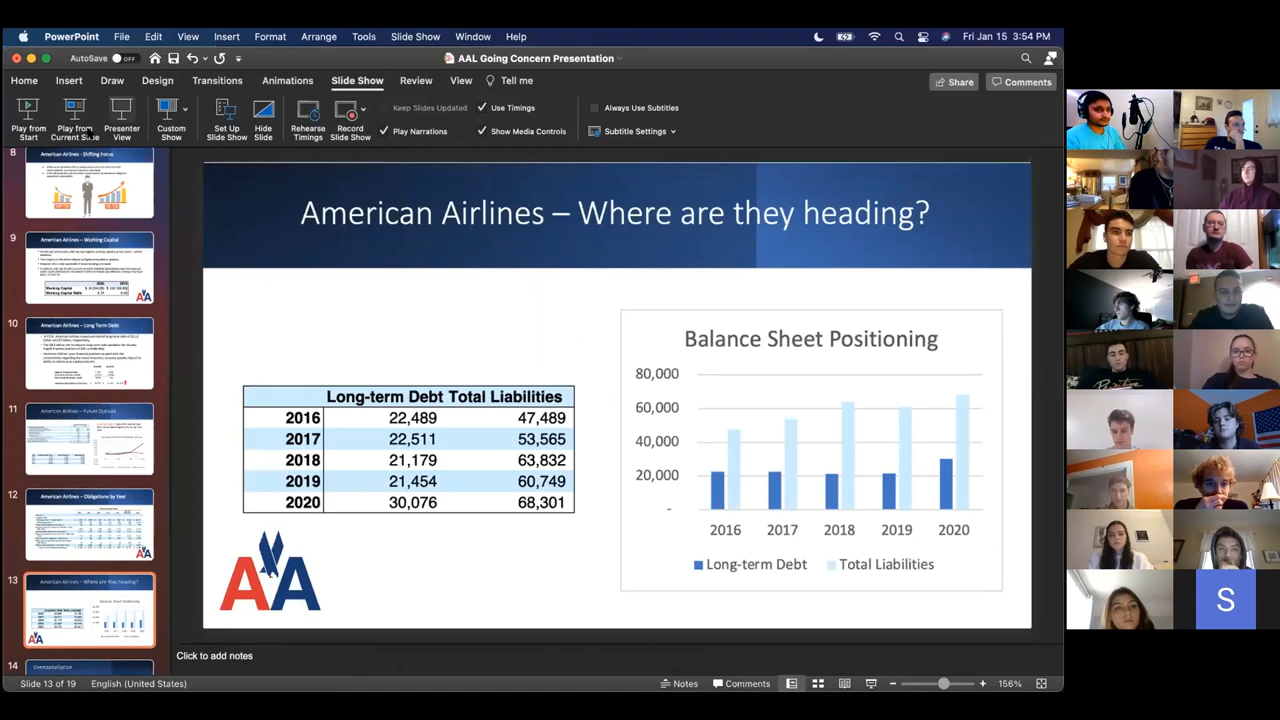 PowerPoint File Edit View Insert Format Arrange Tools Slide Show Window Help Fri Jan 15 3:54 PM
AutoSave OFF AAL Going Concern Presentation
Home Insert Draw Design Transitions Animations Slide Show Review View Tell me Share Comments
Play from Start
Play from Current Slide
Presenter View
Custom Show
Set Up Slide Show
Hide Slide
Rehearse Timings
Record Slide Show
Keep Slides Updated
Play Narrations
Use Timings
Show Media Controls
Always Use Subtitles
Subtitle Settings
8
American Airlines - Shifting Focus
9
American Airlines – Working Capital
10
American Airlines – Long Term Debt
11
American Airlines – Future Outlook
12
American Airlines – Obligations by Year
13
American Airlines – Where are they heading?
Balance Sheet Positioning
AA
14
Overcapitalization
American Airlines – Where are they heading?
Long-term Debt Total Liabilities
2016 22,489 47,489
2017 22,511 53,565
2018 21,179 63,832
2019 21,454 60,749
2020 30,076 68,301
AA
Balance Sheet Positioning
80,000
60,000
40,000
20,000
-
2016 2017 2018 2019 2020
Long-term Debt Total Liabilities
Click to add notes
Slide 13 of 19 English (United States) Notes Comments 156%
S